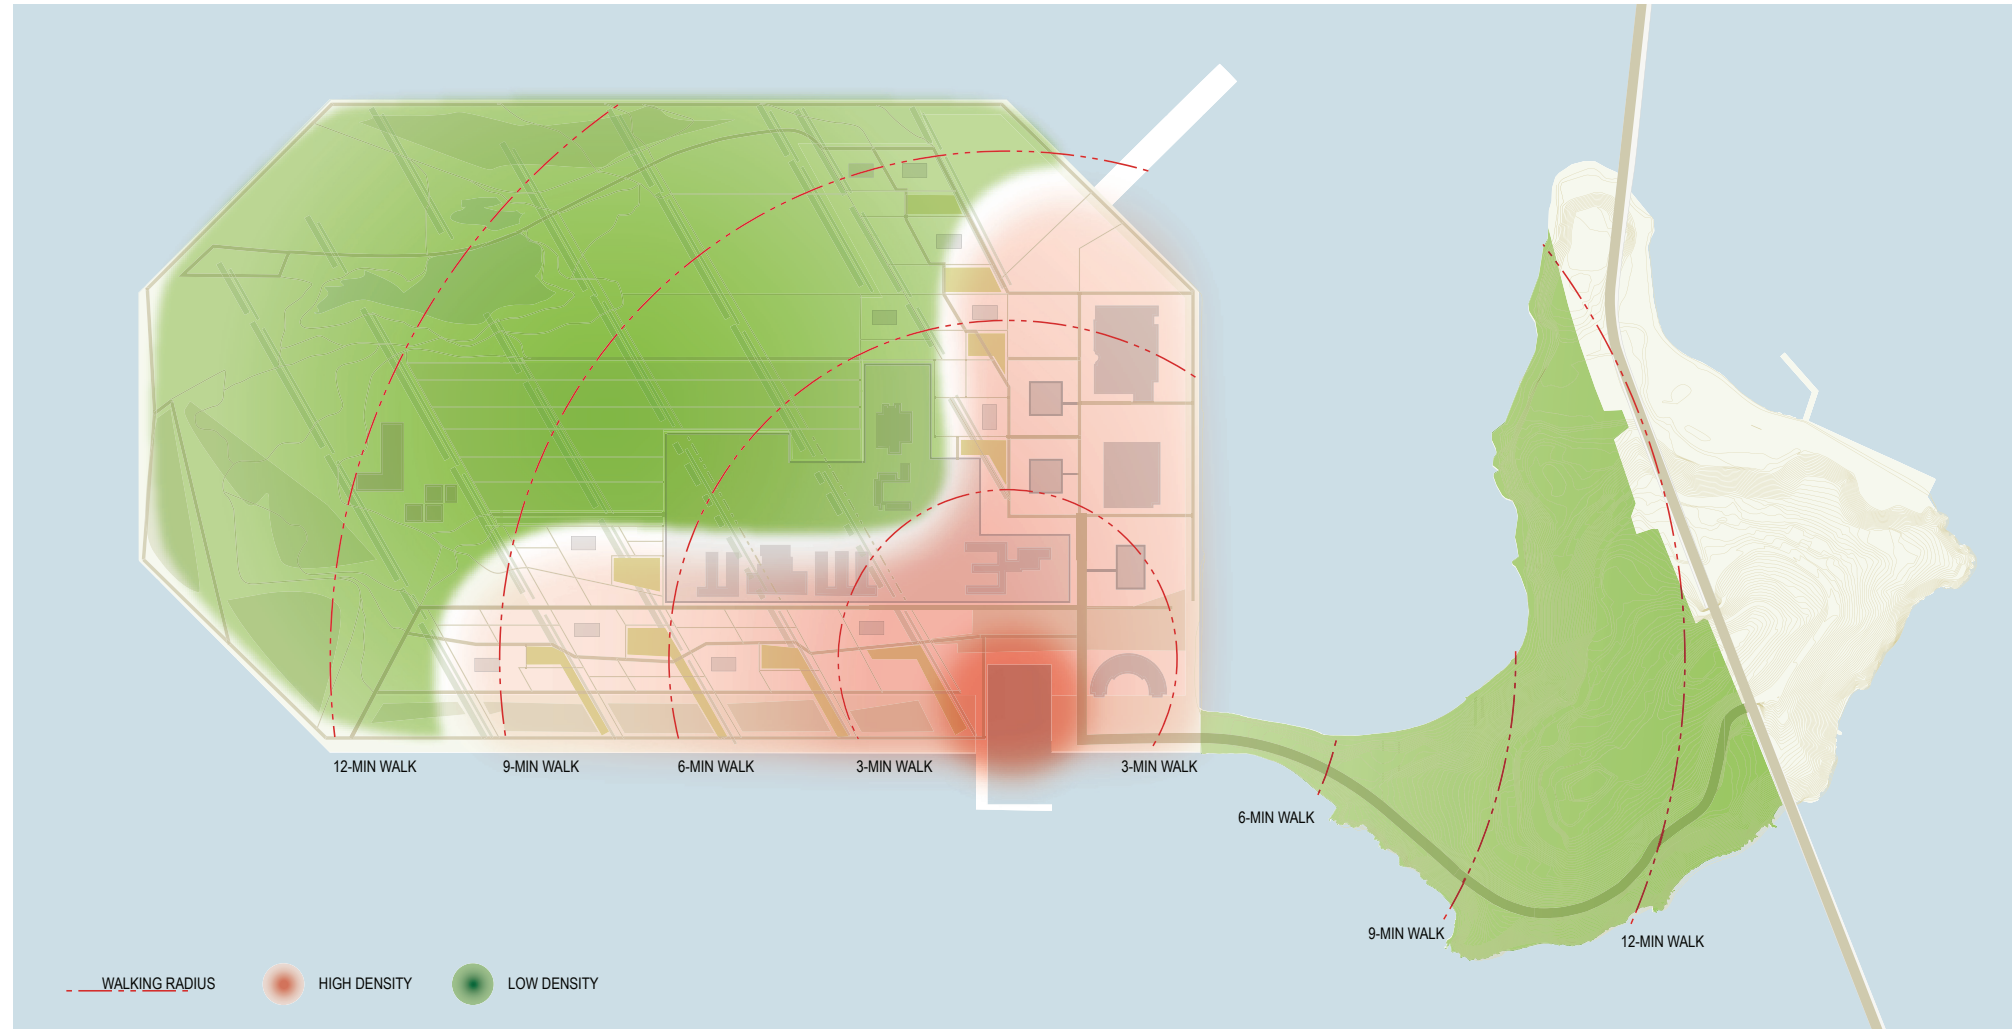 12-MIN WALK
9-MIN WALK
6-MIN WALK
3-MIN WALK
3-MIN WALK
6-MIN WALK
9-MIN WALK
12-MIN WALK
WALKING RADIUS
HIGH DENSITY
LOW DENSITY